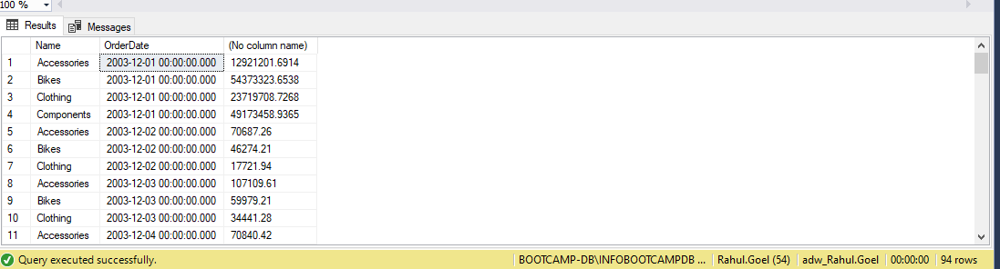 100 %
Results Messages
Name OrderDate (No column name)
1 Accessories 2003-12-01 00:00:00.000 12921201.6914
2 Bikes 2003-12-01 00:00:00.000 54373323.6538
3 Clothing 2003-12-01 00:00:00.000 23719708.7268
4 Components 2003-12-01 00:00:00.000 49173458.9365
5 Accessories 2003-12-02 00:00:00.000 70687.26
6 Bikes 2003-12-02 00:00:00.000 46274.21
7 Clothing 2003-12-02 00:00:00.000 17721.94
8 Accessories 2003-12-03 00:00:00.000 107109.61
9 Bikes 2003-12-03 00:00:00.000 59979.21
10 Clothing 2003-12-03 00:00:00.000 34441.28
11 Accessories 2003-12-04 00:00:00.000 70840.42
Query executed successfully. BOOTCAMP-DB\INFOBOOTCAMPDB ... Rahul.Goel (54) adw_Rahul.Goel 00:00:00 94 rows